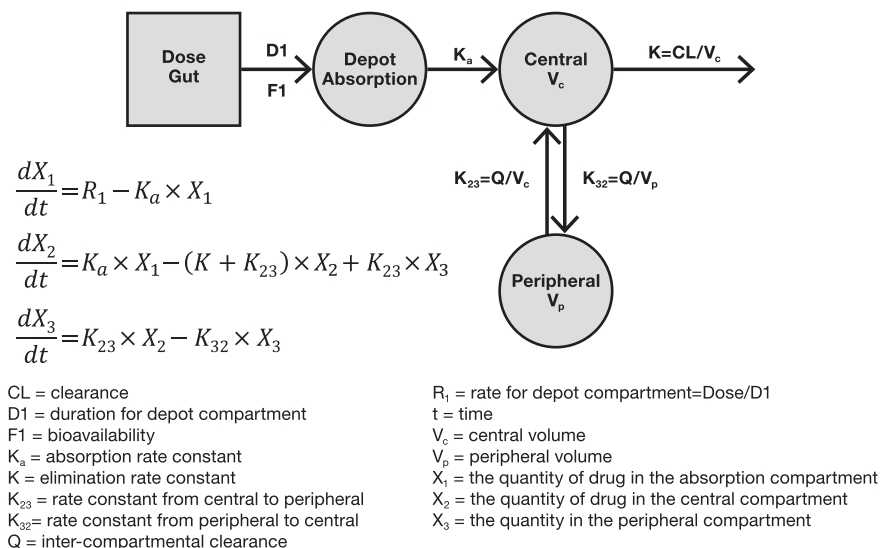 Dose
Gut
D1
F1
Depot
Absorption
Kₐ
Central
V꜀
K=CL/V꜀
K₂₃=Q/V꜀
K₃₂=Q/Vₚ
Peripheral
Vₚ
dX₁/dt=R₁−Kₐ×X₁
dX₂/dt=Kₐ×X₁−(K+K₂₃)×X₂+K₂₃×X₃
dX₃/dt=K₂₃×X₂−K₃₂×X₃
CL = clearance
D1 = duration for depot compartment
F1 = bioavailability
Kₐ = absorption rate constant
K = elimination rate constant
K₂₃ = rate constant from central to peripheral
K₃₂= rate constant from peripheral to central
Q = inter-compartmental clearance
R₁ = rate for depot compartment=Dose/D1
t = time
V꜀ = central volume
Vₚ = peripheral volume
X₁ = the quantity of drug in the absorption compartment
X₂ = the quantity of drug in the central compartment
X₃ = the quantity in the peripheral compartment